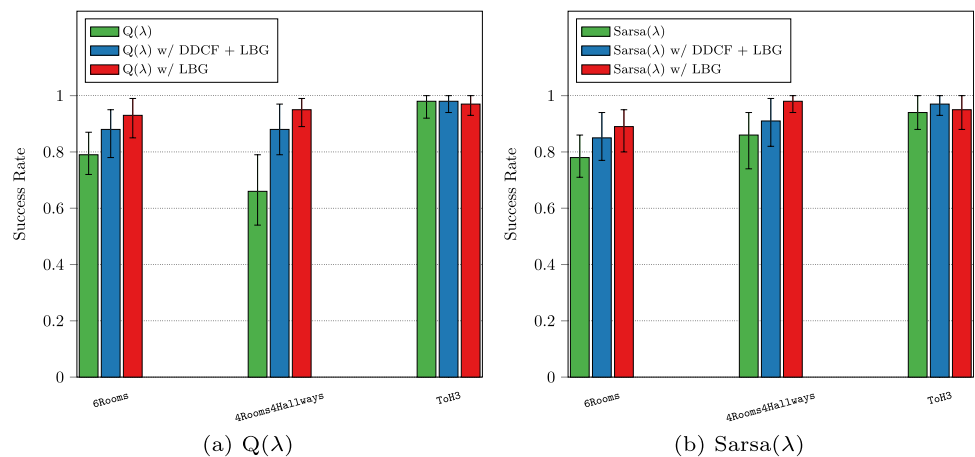 Q(λ)
Q(λ) w/ DDCF + LBG
Q(λ) w/ LBG
1
0.8
0.6
0.4
0.2
0
Success Rate
6Rooms
4Rooms4Hallways
ToH3
(a) Q(λ)
Sarsa(λ)
Sarsa(λ) w/ DDCF + LBG
Sarsa(λ) w/ LBG
1
0.8
0.6
0.4
0.2
0
Success Rate
6Rooms
4Rooms4Hallways
ToH3
(b) Sarsa(λ)